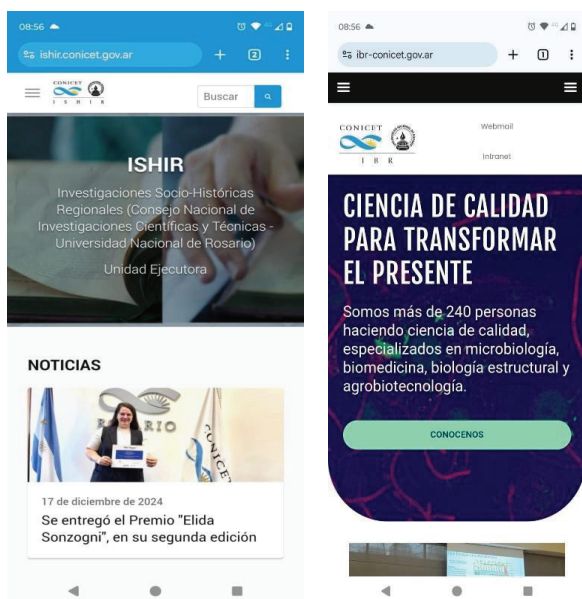 08:56
4G
ishir.conicet.gov.ar
2
CONICET
I S H I R
Buscar
ISHIR
Investigaciones Socio-Históricas
Regionales (Consejo Nacional de
Investigaciones Científicas y Técnicas -
Universidad Nacional de Rosario)
Unidad Ejecutora
NOTICIAS
ROSARIO
CONICET
17 de diciembre de 2024
Se entregó el Premio "Elida
Sonzogni", en su segunda edición
08:56
4G
ibr-conicet.gov.ar
1
CONICET
I B R
Webmail
Intranet
CIENCIA DE CALIDAD
PARA TRANSFORMAR
EL PRESENTE
Somos más de 240 personas
haciendo ciencia de calidad,
especializados en microbiología,
biomedicina, biología estructural y
agrobiotecnología.
CONOCENOS